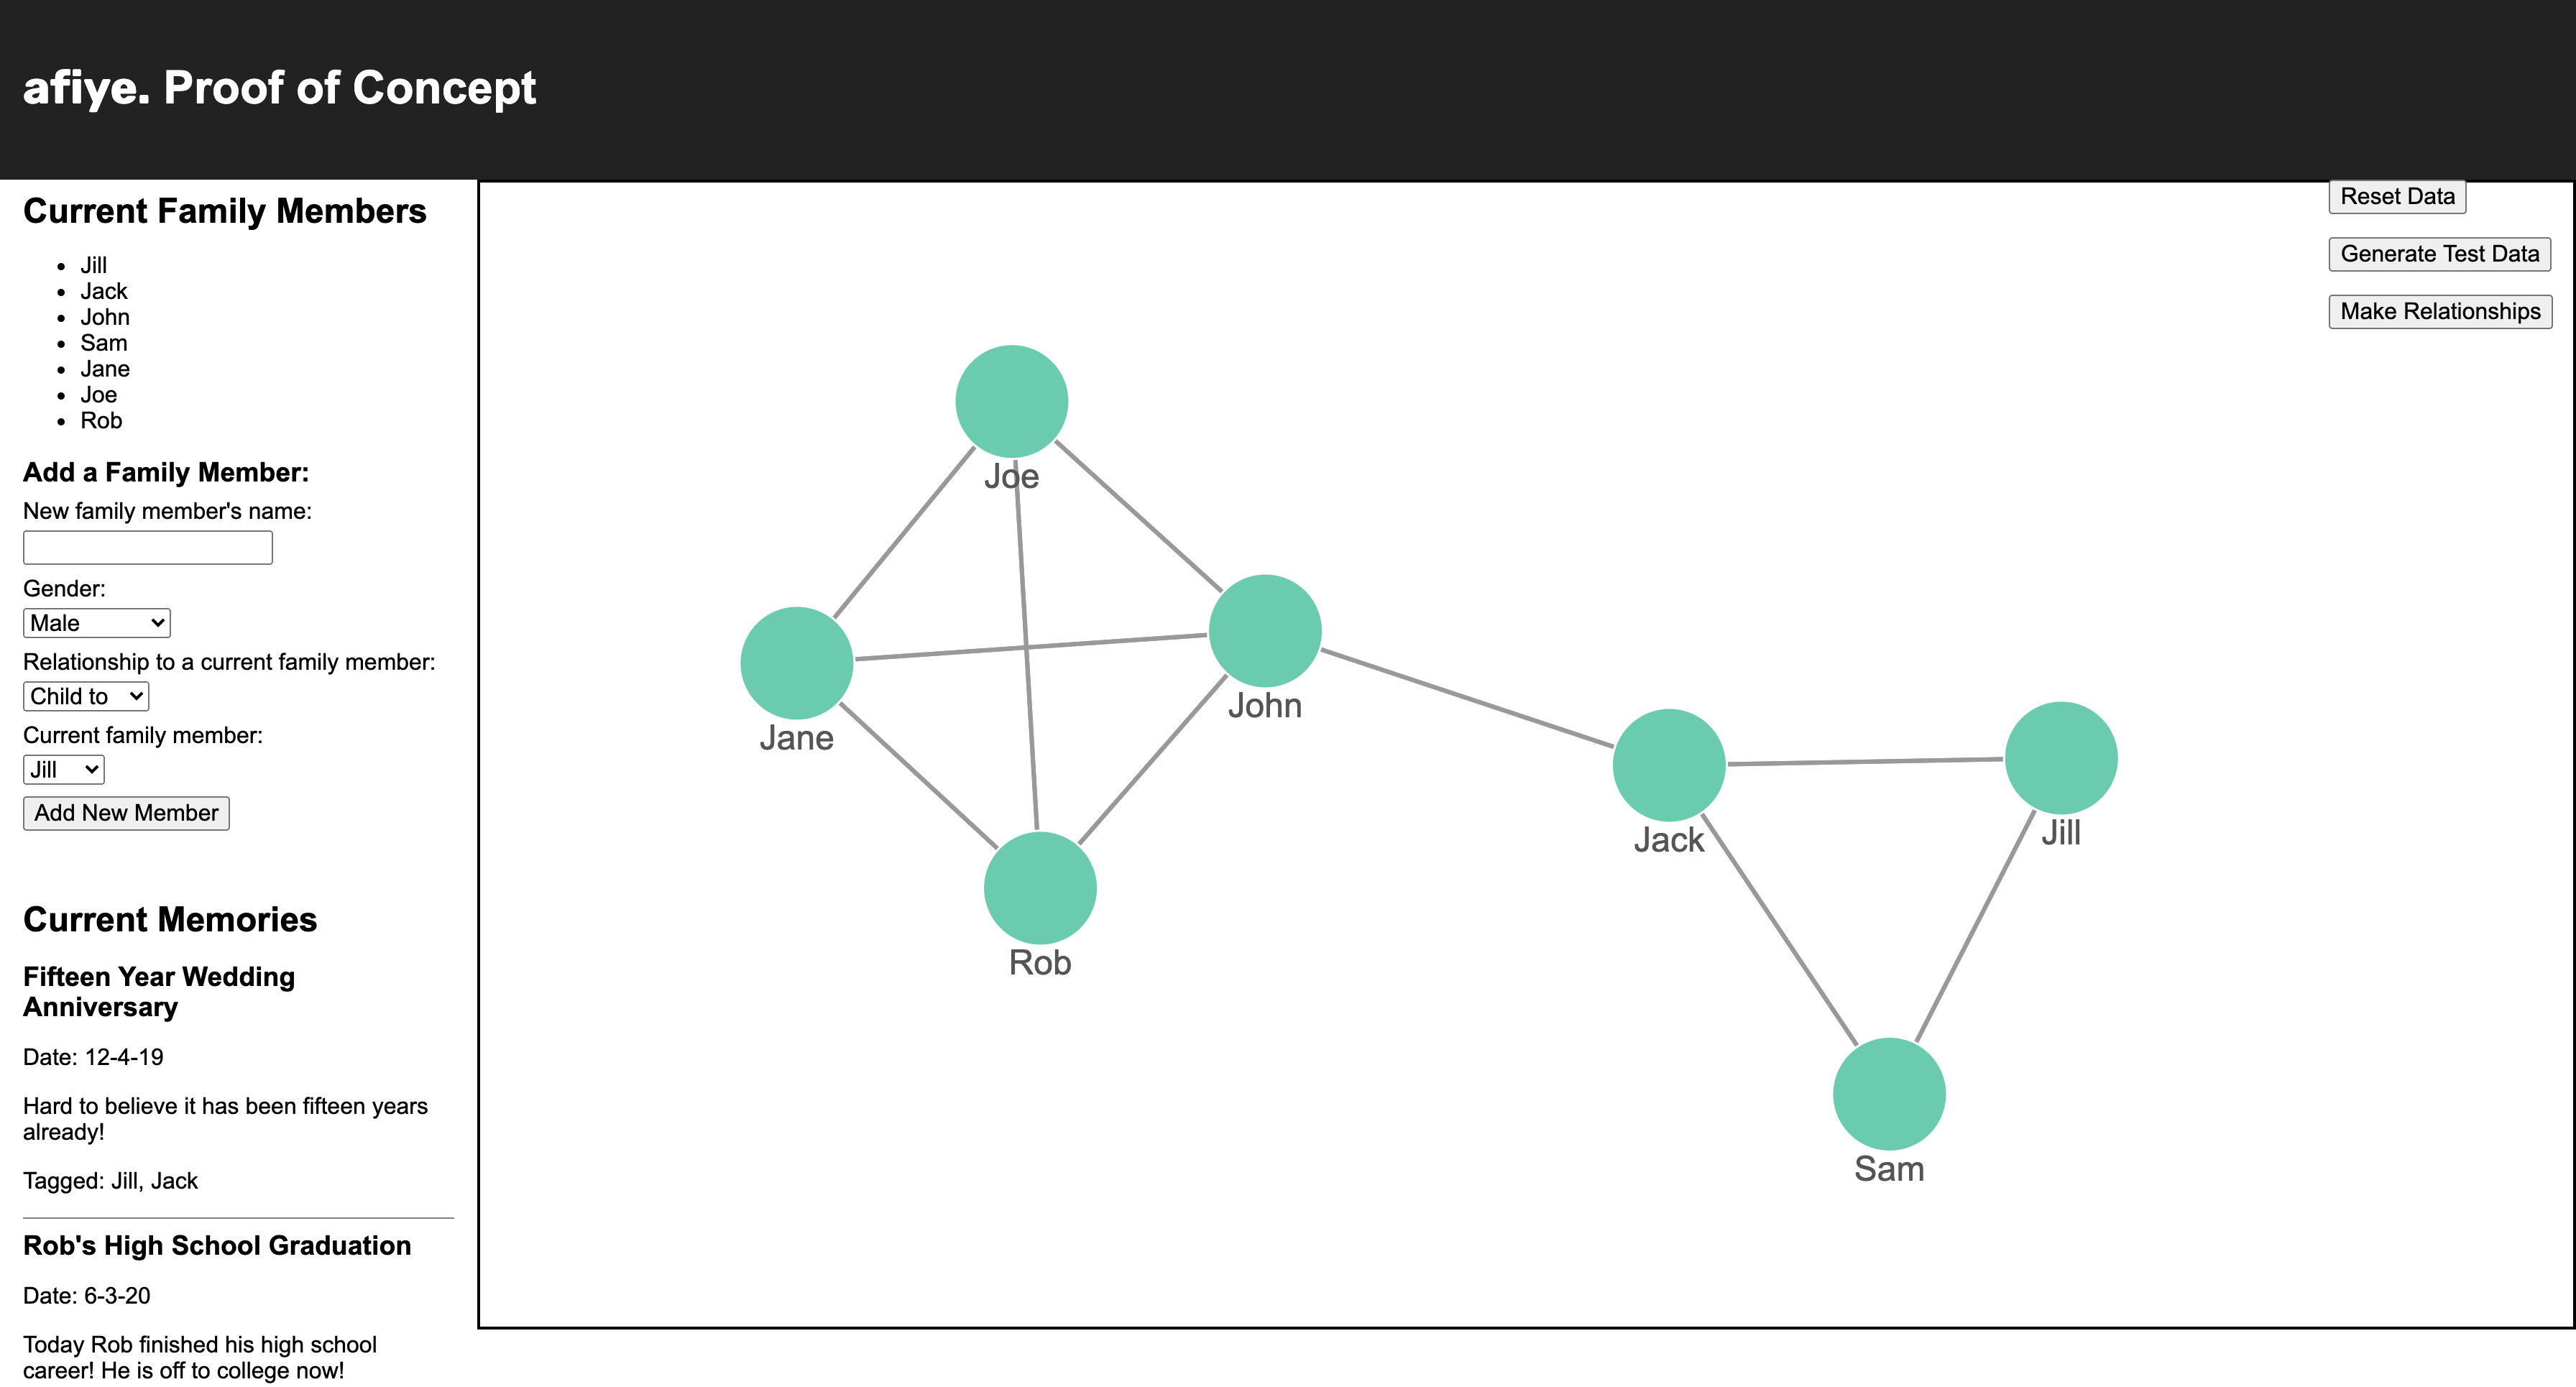 afiye. Proof of Concept
Current Family Members
Jill
Jack
John
Sam
Jane
Joe
Rob
Add a Family Member:
New family member's name:
Gender:
Male
Relationship to a current family member:
Child to
Current family member:
Jill
Add New Member
Current Memories
Fifteen Year Wedding
Anniversary
Date: 12-4-19
Hard to believe it has been fifteen years
already!
Tagged: Jill, Jack
Rob's High School Graduation
Date: 6-3-20
Today Rob finished his high school
career! He is off to college now!
Reset Data
Generate Test Data
Make Relationships
Joe
John
Jane
Rob
Jack
Jill
Sam